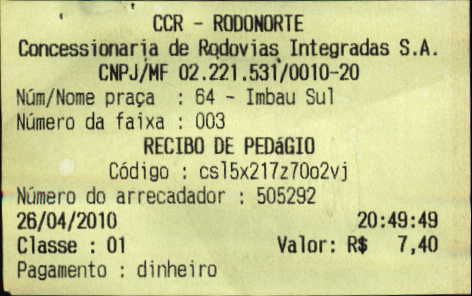 CCR - RODONORTE
Concessionaria de Rodovias Integradas S.A.
CNPJ/MF 02.221.531/0010-20
Núm/Nome praça : 64 - Imbau Sul
Número da faixa : 003
RECIBO DE PEDáGIO
Código : csl5x217z70o2vj
Número do arrecadador : 505292
26/04/2010 20:49:49
Classe : 01 Valor: R$ 7,40
Pagamento : dinheiro